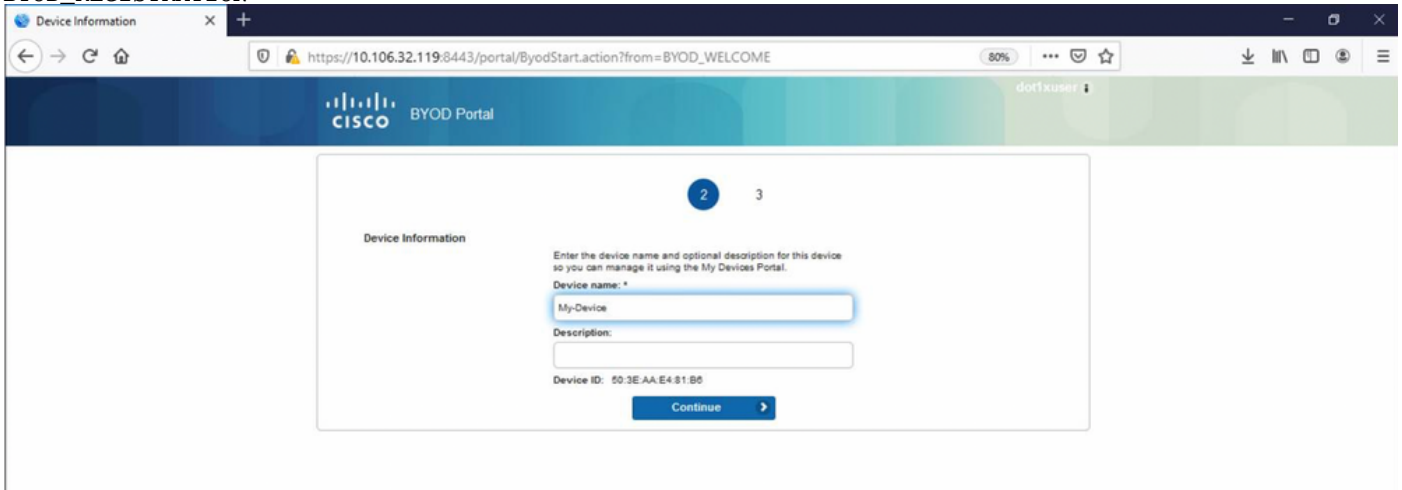 Device Information
https://10.106.32.119:8443/portal/ByodStart.action?from=BYOD_WELCOME
80%
CISCO BYOD Portal
dot1xuser
2 3
Device Information
Enter the device name and optional description for this device
so you can manage it using the My Devices Portal.
Device name: *
My-Device
Description:
Device ID: 50:3E:AA:E4:81:B6
Continue